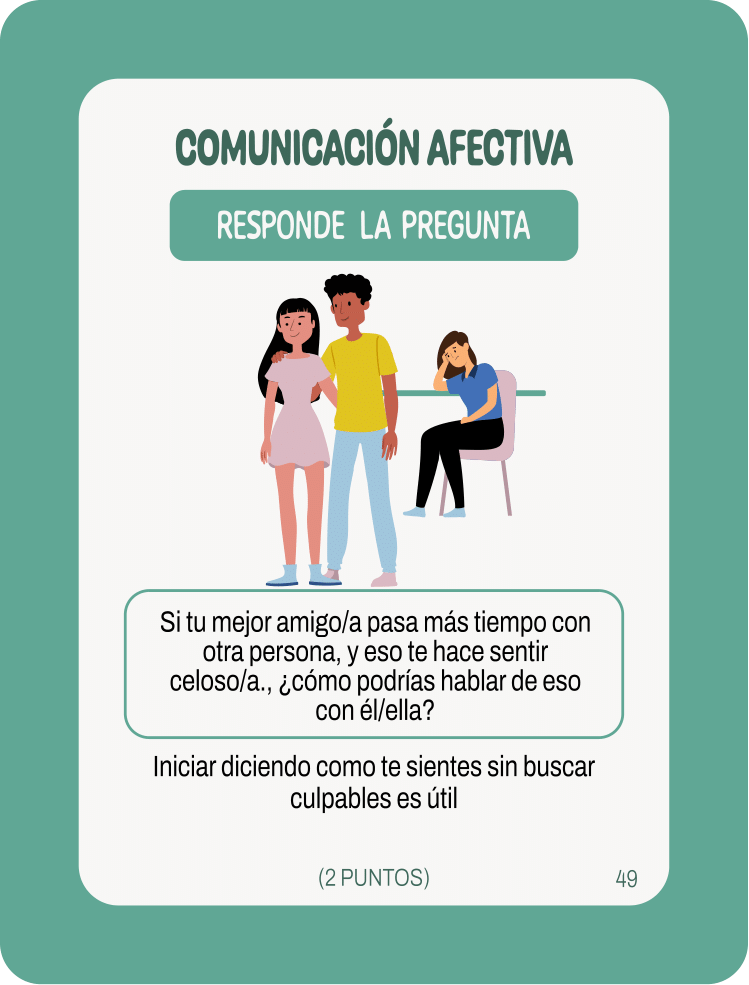 COMUNICACIÓN AFECTIVA
RESPONDE LA PREGUNTA
Si tu mejor amigo/a pasa más tiempo con
otra persona, y eso te hace sentir
celoso/a., ¿cómo podrías hablar de eso
con él/ella?
Iniciar diciendo como te sientes sin buscar
culpables es útil
(2 PUNTOS)
49